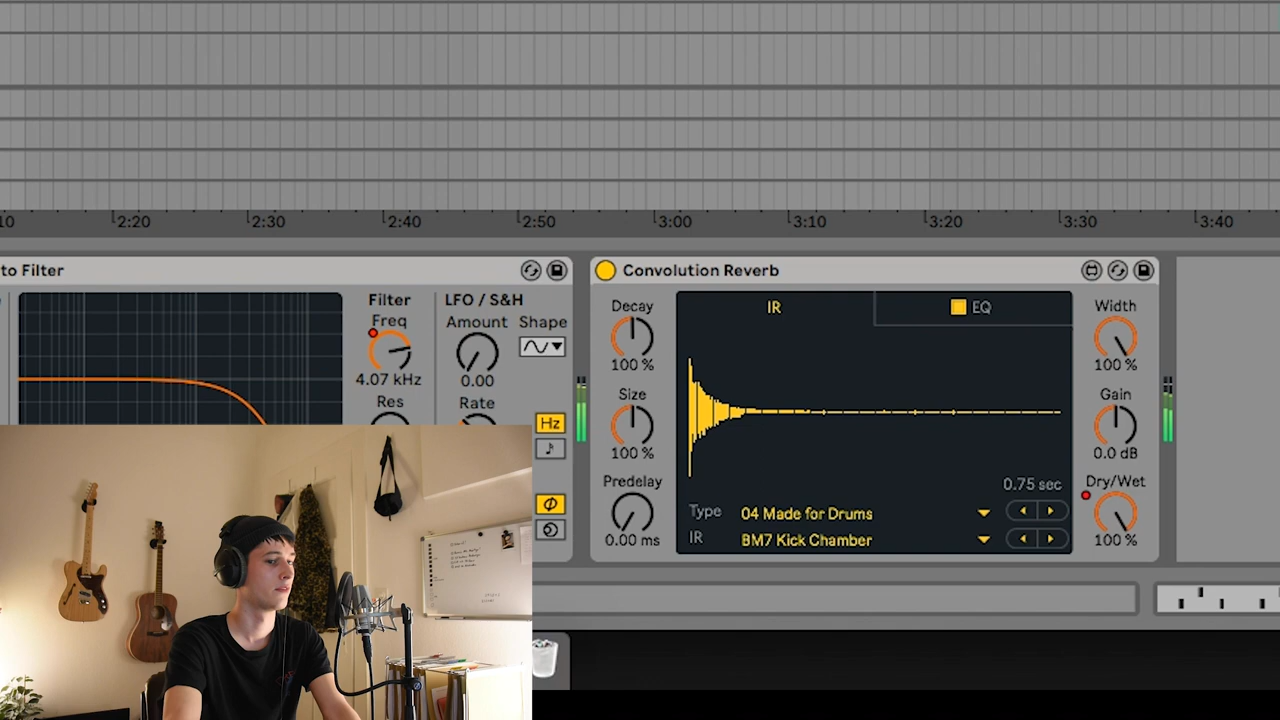 :10 2:20 2:30 2:40 2:50 3:00 3:10 3:20 3:30 3:40
to Filter
Convolution Reverb
Filter
Freq
4.07 kHz
Res
LFO / S&H
Amount
0.00
Rate
Shape
Hz
Decay
100 %
Size
100 %
Predelay
0.00 ms
IR
EQ
0.75 sec
Type 04 Made for Drums
IR BM7 Kick Chamber
Width
100 %
Gain
0.0 dB
Dry/Wet
100 %